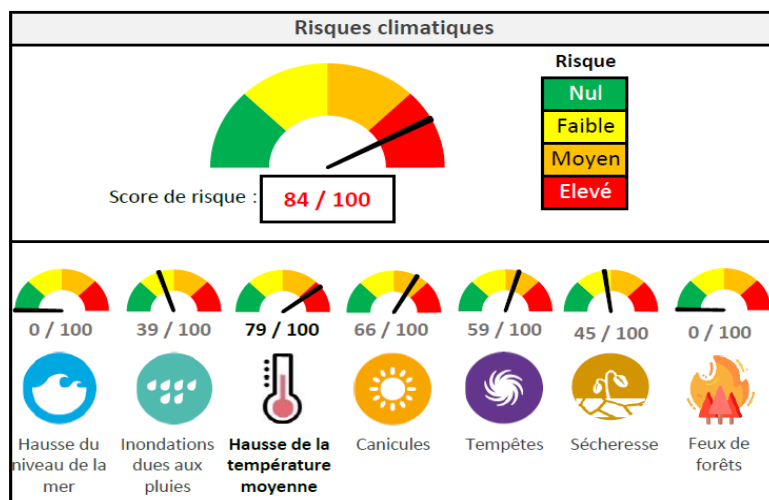 Risques climatiques
Risque
Nul
Faible
Moyen
Elevé
Score de risque :
84 / 100
0 / 100
39 / 100
79 / 100
66 / 100
59 / 100
45 / 100
0 / 100
Hausse du
niveau de la
mer
Inondations
dues aux
pluies
Hausse de la
température
moyenne
Canicules
Tempêtes
Sécheresse
Feux de
forêts